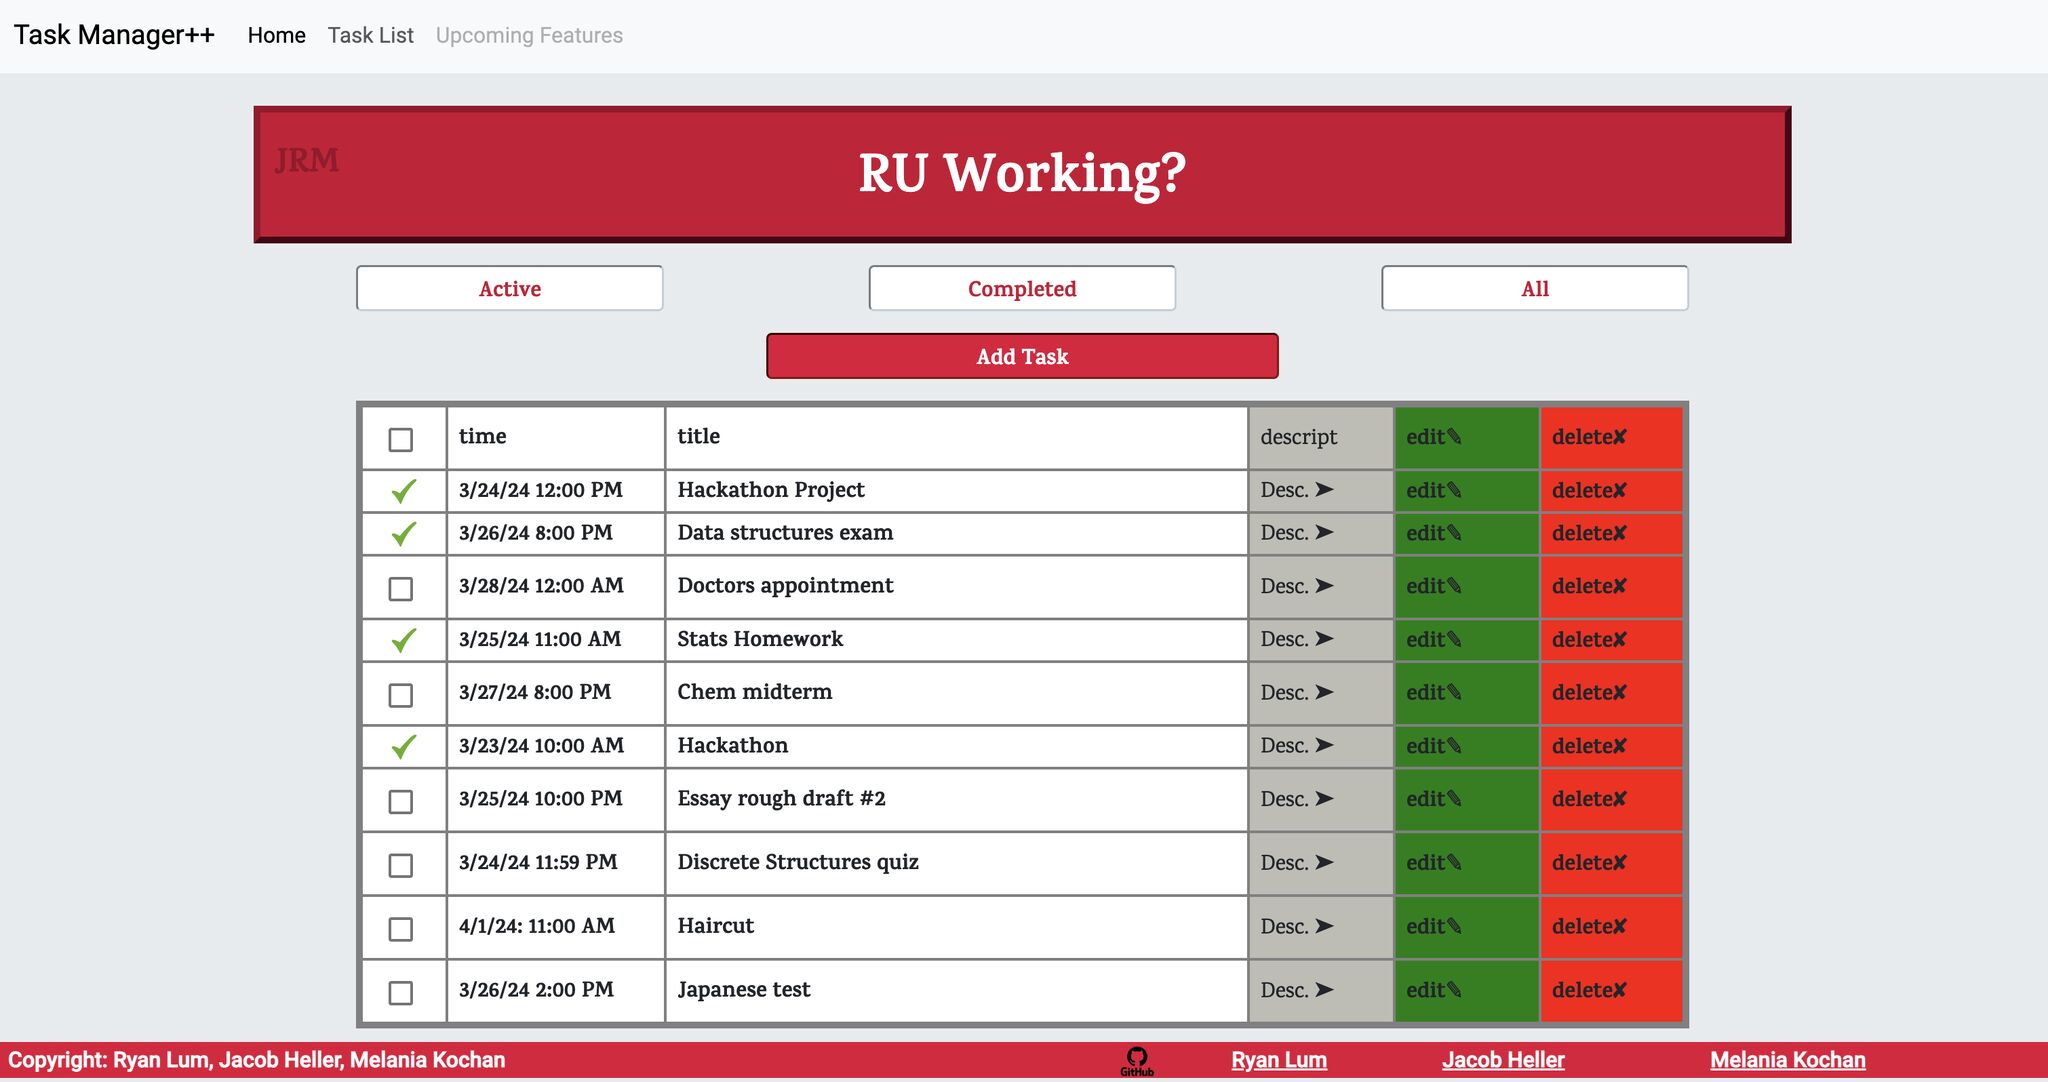 Task Manager++ Home Task List Upcoming Features
JRM
RU Working?
Active Completed All
Add Task
time title descript edit✎ delete✘
3/24/24 12:00 PM Hackathon Project Desc. ➤ edit✎ delete✘
3/26/24 8:00 PM Data structures exam Desc. ➤ edit✎ delete✘
3/28/24 12:00 AM Doctors appointment Desc. ➤ edit✎ delete✘
3/25/24 11:00 AM Stats Homework Desc. ➤ edit✎ delete✘
3/27/24 8:00 PM Chem midterm Desc. ➤ edit✎ delete✘
3/23/24 10:00 AM Hackathon Desc. ➤ edit✎ delete✘
3/25/24 10:00 PM Essay rough draft #2 Desc. ➤ edit✎ delete✘
3/24/24 11:59 PM Discrete Structures quiz Desc. ➤ edit✎ delete✘
4/1/24: 11:00 AM Haircut Desc. ➤ edit✎ delete✘
3/26/24 2:00 PM Japanese test Desc. ➤ edit✎ delete✘
Copyright: Ryan Lum, Jacob Heller, Melania Kochan GitHub Ryan Lum Jacob Heller Melania Kochan